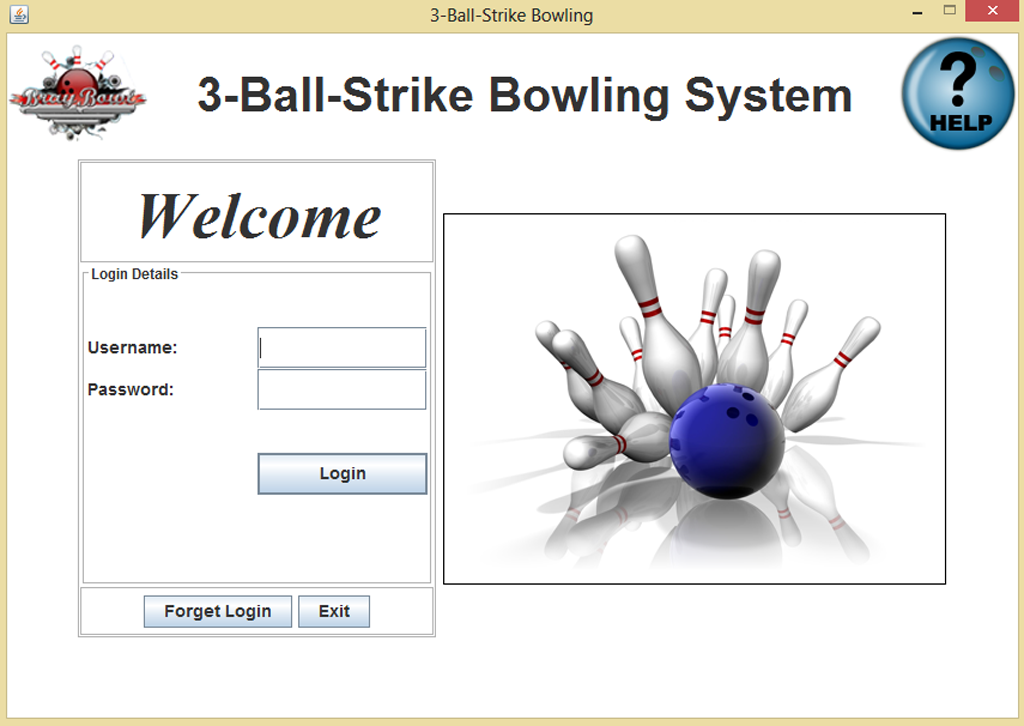 3-Ball-Strike Bowling
3-Ball-Strike Bowling System
?
HELP
Welcome
Login Details
Username:
Password:
Login
Forget Login
Exit